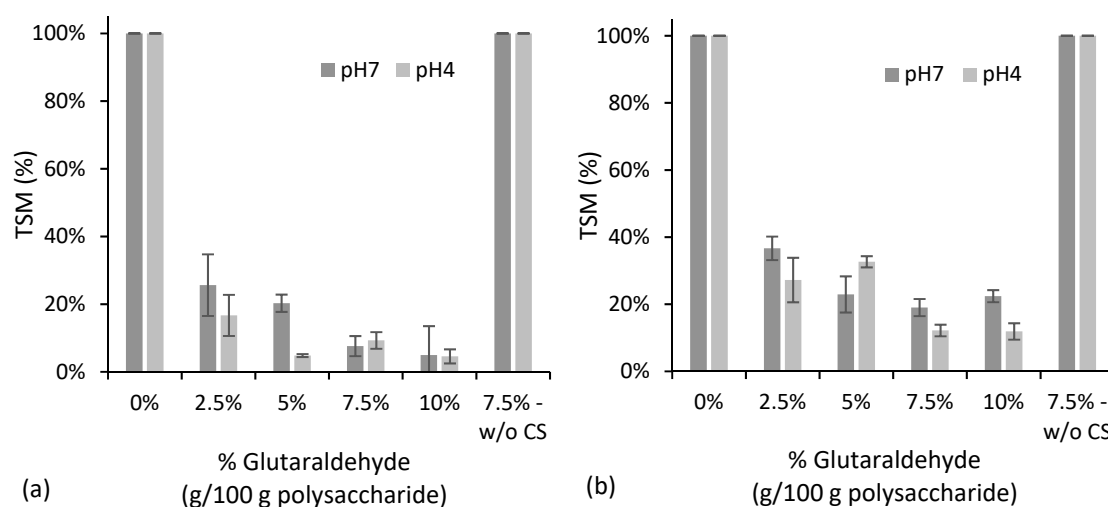 100%
80%
60%
40%
20%
0%
TSM (%)
pH7 pH4
0% 2.5% 5% 7.5% 10% 7.5% -
w/o CS
% Glutaraldehyde
(g/100 g polysaccharide)
(a)
100%
80%
60%
40%
20%
0%
TSM (%)
pH7 pH4
0% 2.5% 5% 7.5% 10% 7.5% -
w/o CS
% Glutaraldehyde
(g/100 g polysaccharide)
(b)